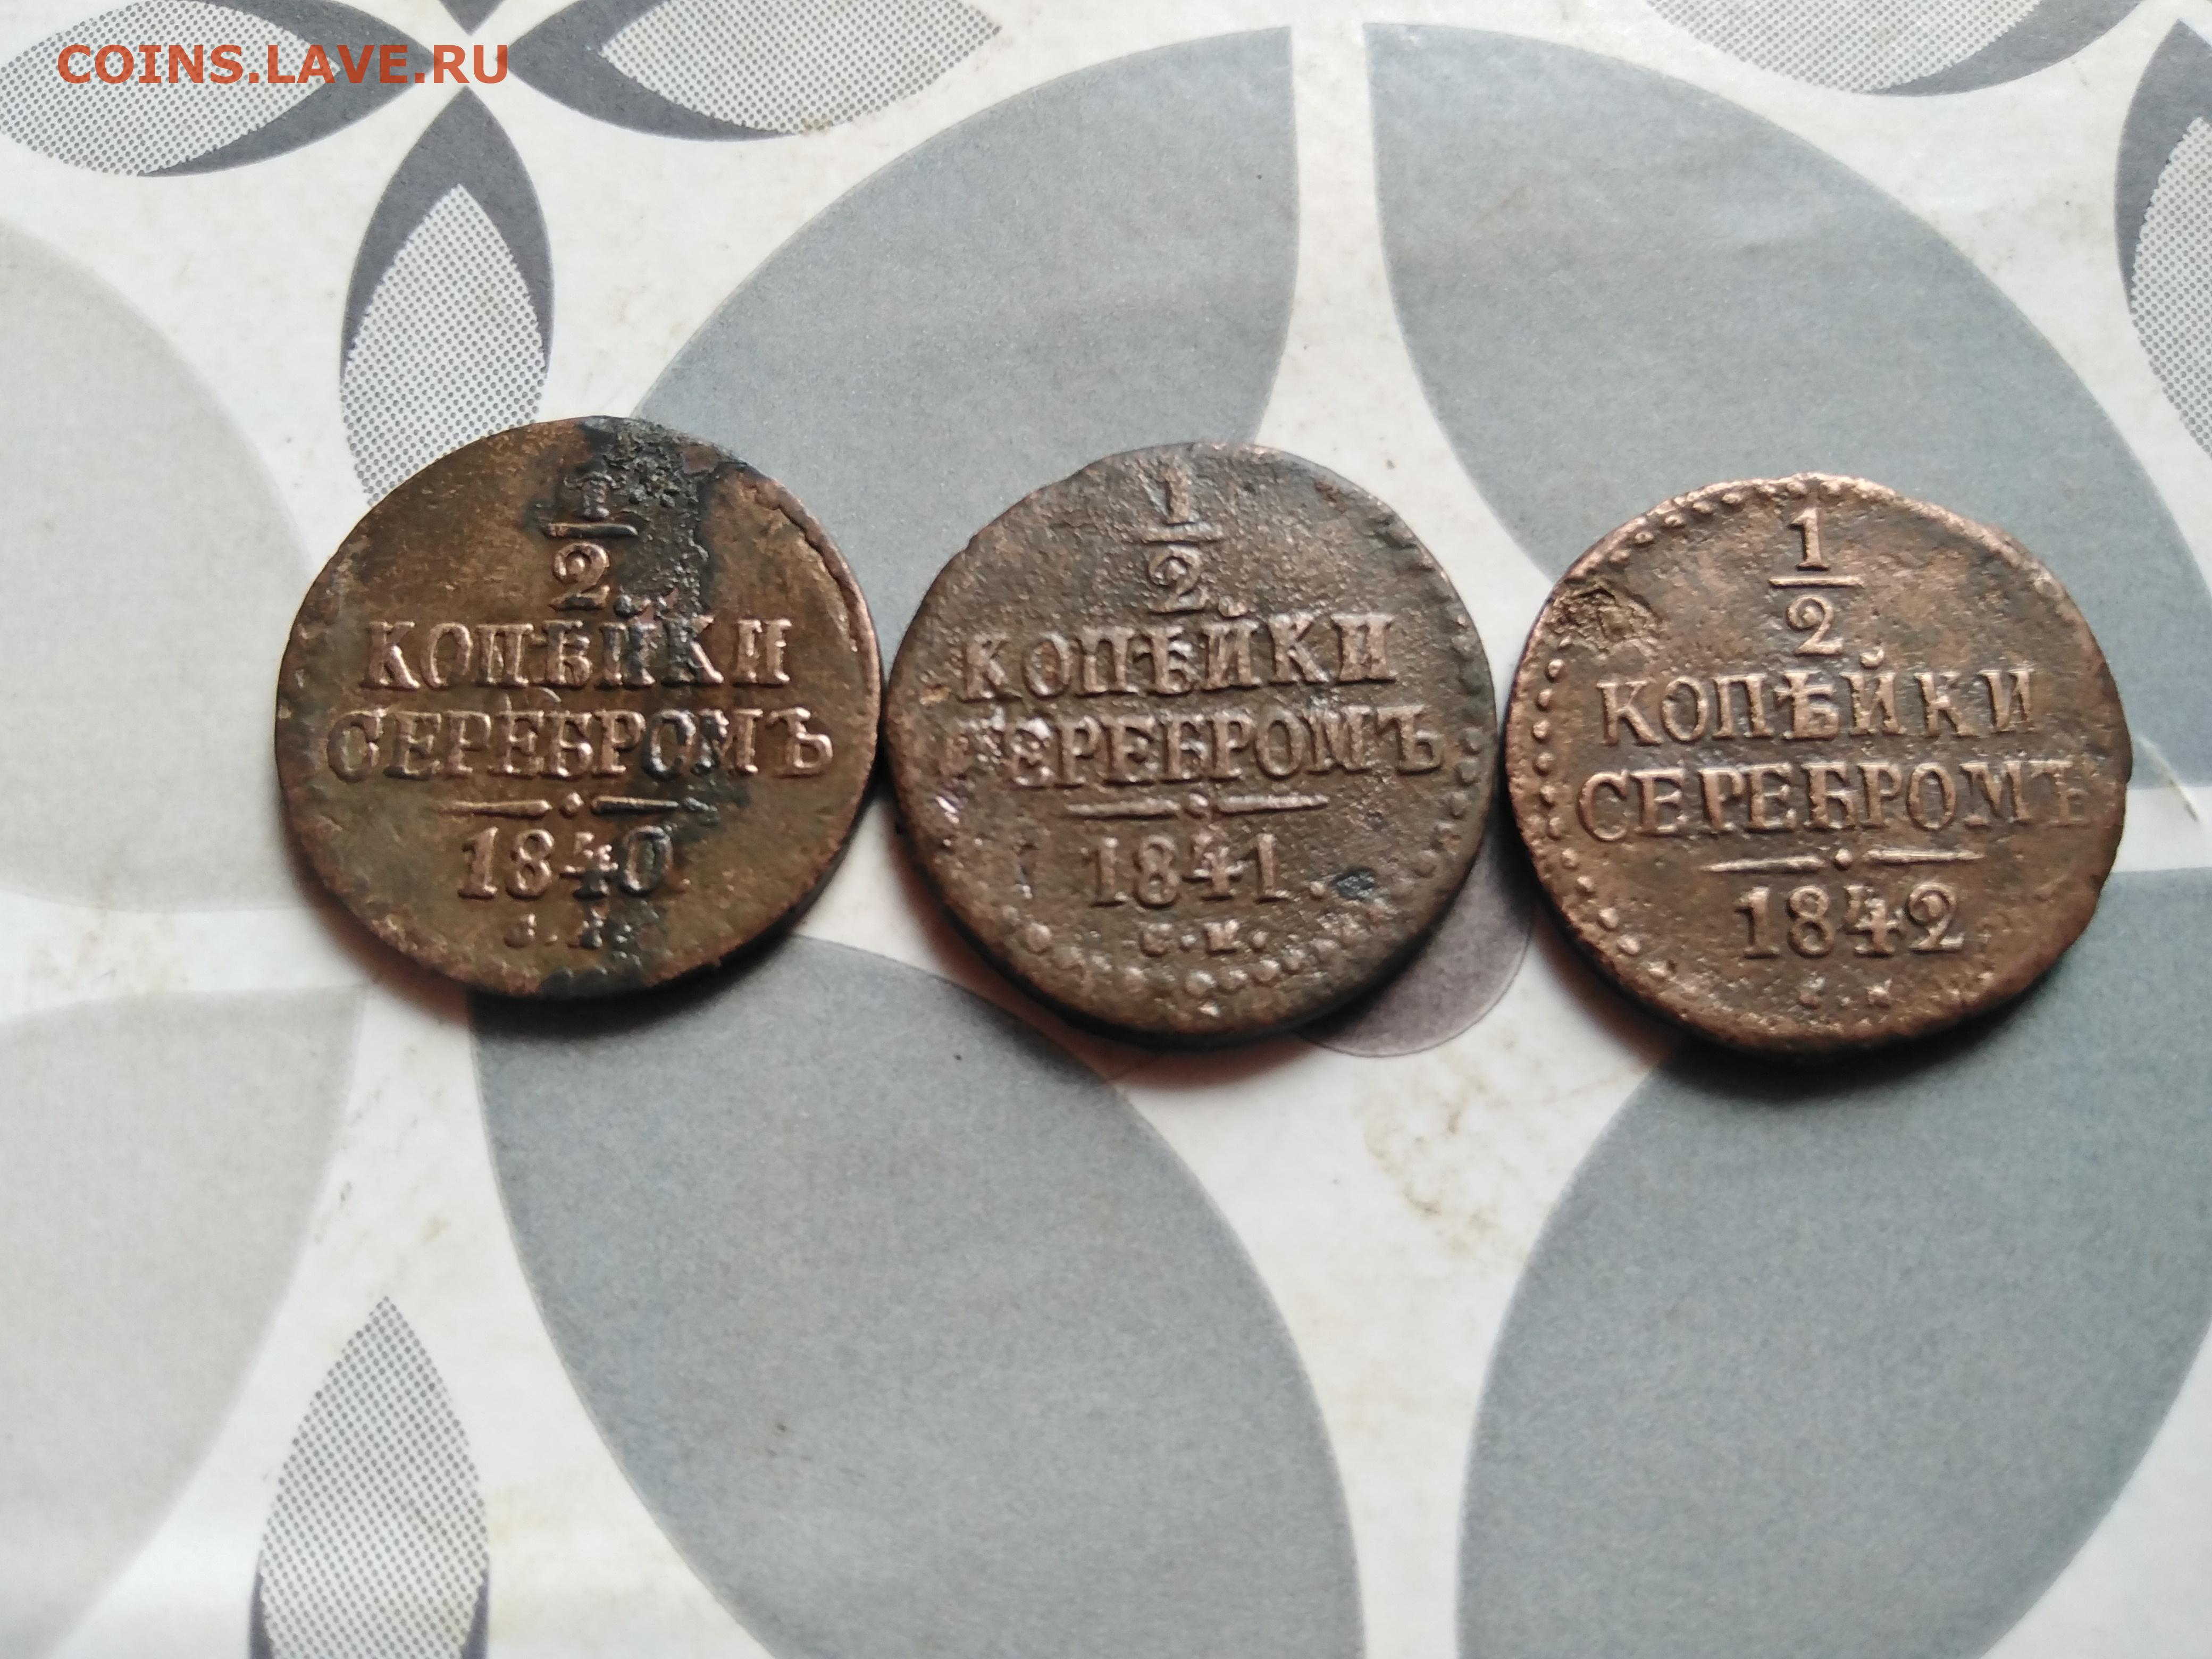 COINS.LAVE.RU
1
2
КОПѢЙКИ
СЕРЕБРОМЪ
1840
1
2
КОПѢЙКИ
СЕРЕБРОМЪ
1841.
С.М.
1
2
КОПѢЙКИ
СЕРЕБРОМЪ
1842
С.М